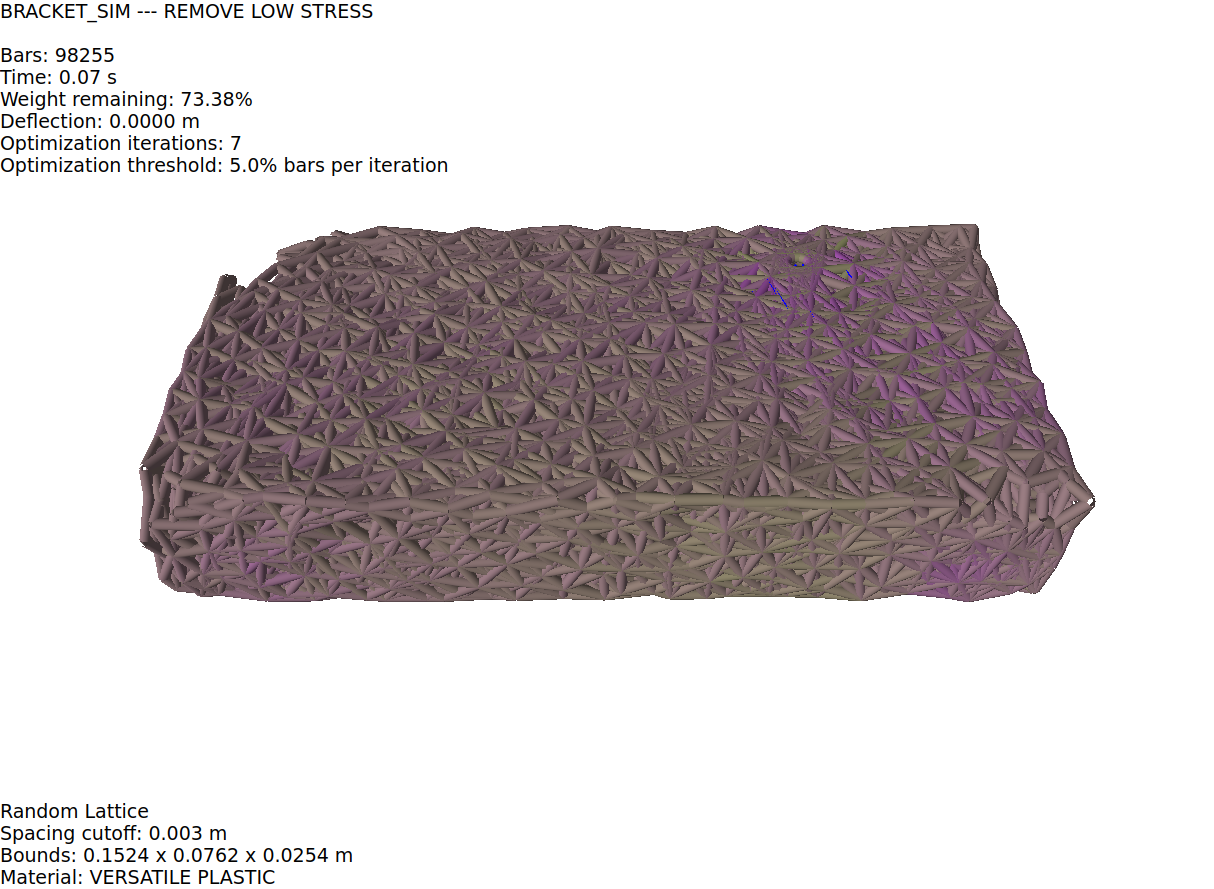 BRACKET_SIM --- REMOVE LOW STRESS
Bars: 98255
Time: 0.07 s
Weight remaining: 73.38%
Deflection: 0.0000 m
Optimization iterations: 7
Optimization threshold: 5.0% bars per iteration
Random Lattice
Spacing cutoff: 0.003 m
Bounds: 0.1524 x 0.0762 x 0.0254 m
Material: VERSATILE PLASTIC